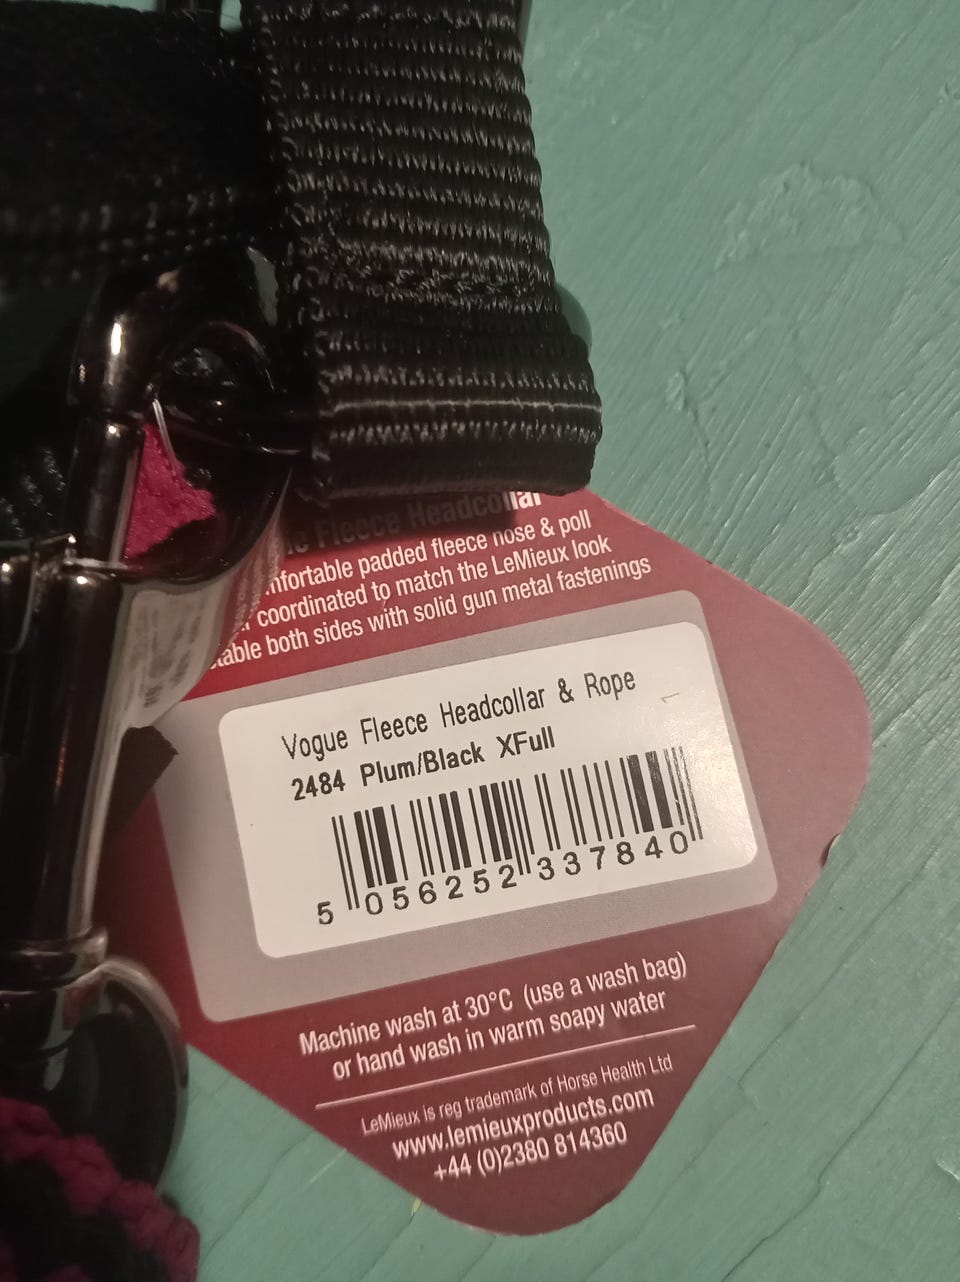 Fleece Headcollar
padded fleece nose & poll
coordinated to match the LeMieux look
both sides with solid gun metal fastenings
Vogue Fleece Headcollar & Rope
2484 Plum/Black XFull
5 056252 337840
Machine wash at 30°C (use a wash bag)
or hand wash in warm soapy water
LeMieux is reg trademark of Horse Health Ltd
www.lemieuxproducts.com
+44 (0)2380 814360